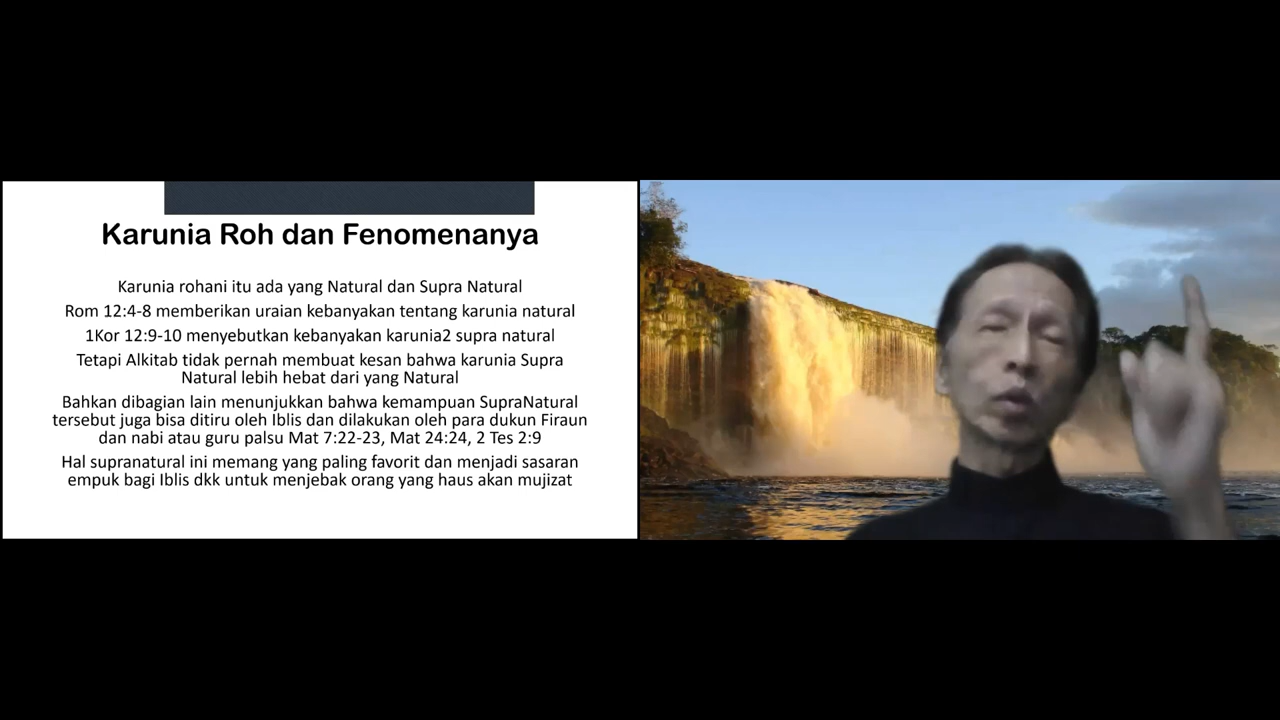 Karunia Roh dan Fenomenanya
Karunia rohani itu ada yang Natural dan Supra Natural
Rom 12:4-8 memberikan uraian kebanyakan tentang karunia natural
1Kor 12:9-10 menyebutkan kebanyakan karunia2 supra natural
Tetapi Alkitab tidak pernah membuat kesan bahwa karunia Supra
Natural lebih hebat dari yang Natural
Bahkan dibagian lain menunjukkan bahwa kemampuan SupraNatural
tersebut juga bisa ditiru oleh Iblis dan dilakukan oleh para dukun Firaun
dan nabi atau guru palsu Mat 7:22-23, Mat 24:24, 2 Tes 2:9
Hal supranatural ini memang yang paling favorit dan menjadi sasaran
empuk bagi Iblis dkk untuk menjebak orang yang haus akan mujizat